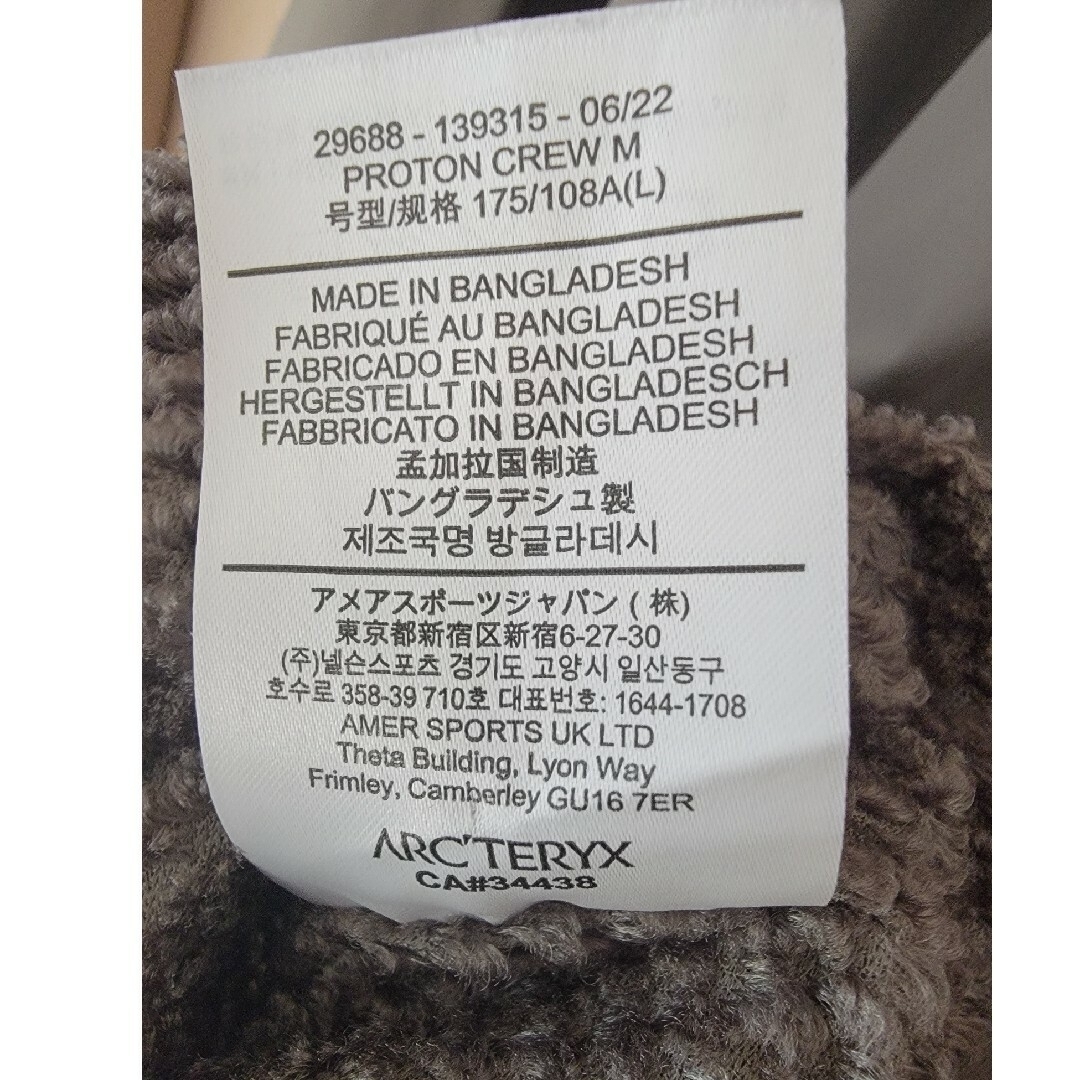 29688 - 139315 - 06/22
PROTON CREW M
号型/规格 175/108A(L)
MADE IN BANGLADESH
FABRIQUÉ AU BANGLADESH
FABRICADO EN BANGLADESH
HERGESTELLT IN BANGLADESCH
FABBRICATO IN BANGLADESH
孟加拉国制造
バングラデシュ製
제조국명 방글라데시
アメアスポーツジャパン ( 株)
東京都新宿区新宿6-27-30
(주)넬슨스포츠 경기도 고양시 일산동구
호수로 358-39 710호 대표번호: 1644-1708
AMER SPORTS UK LTD
Theta Building, Lyon Way
Frimley, Camberley GU16 7ER
ARC'TERYX
CA#34438